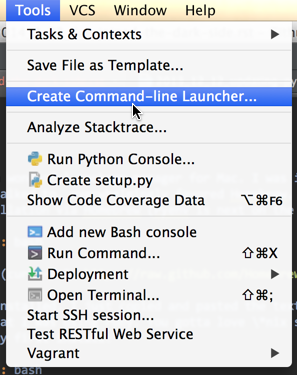 Tools VCS Window Help
Tasks & Contexts
Save File as Template...
Create Command-line Launcher...
Analyze Stacktrace...
Run Python Console...
Create setup.py
Show Code Coverage Data ⌥⌘F6
Add new Bash console
Run Command... ⇧⌘X
Deployment
Open Terminal... ⇧⌘;
Start SSH session...
Test RESTful Web Service
Vagrant
: bash